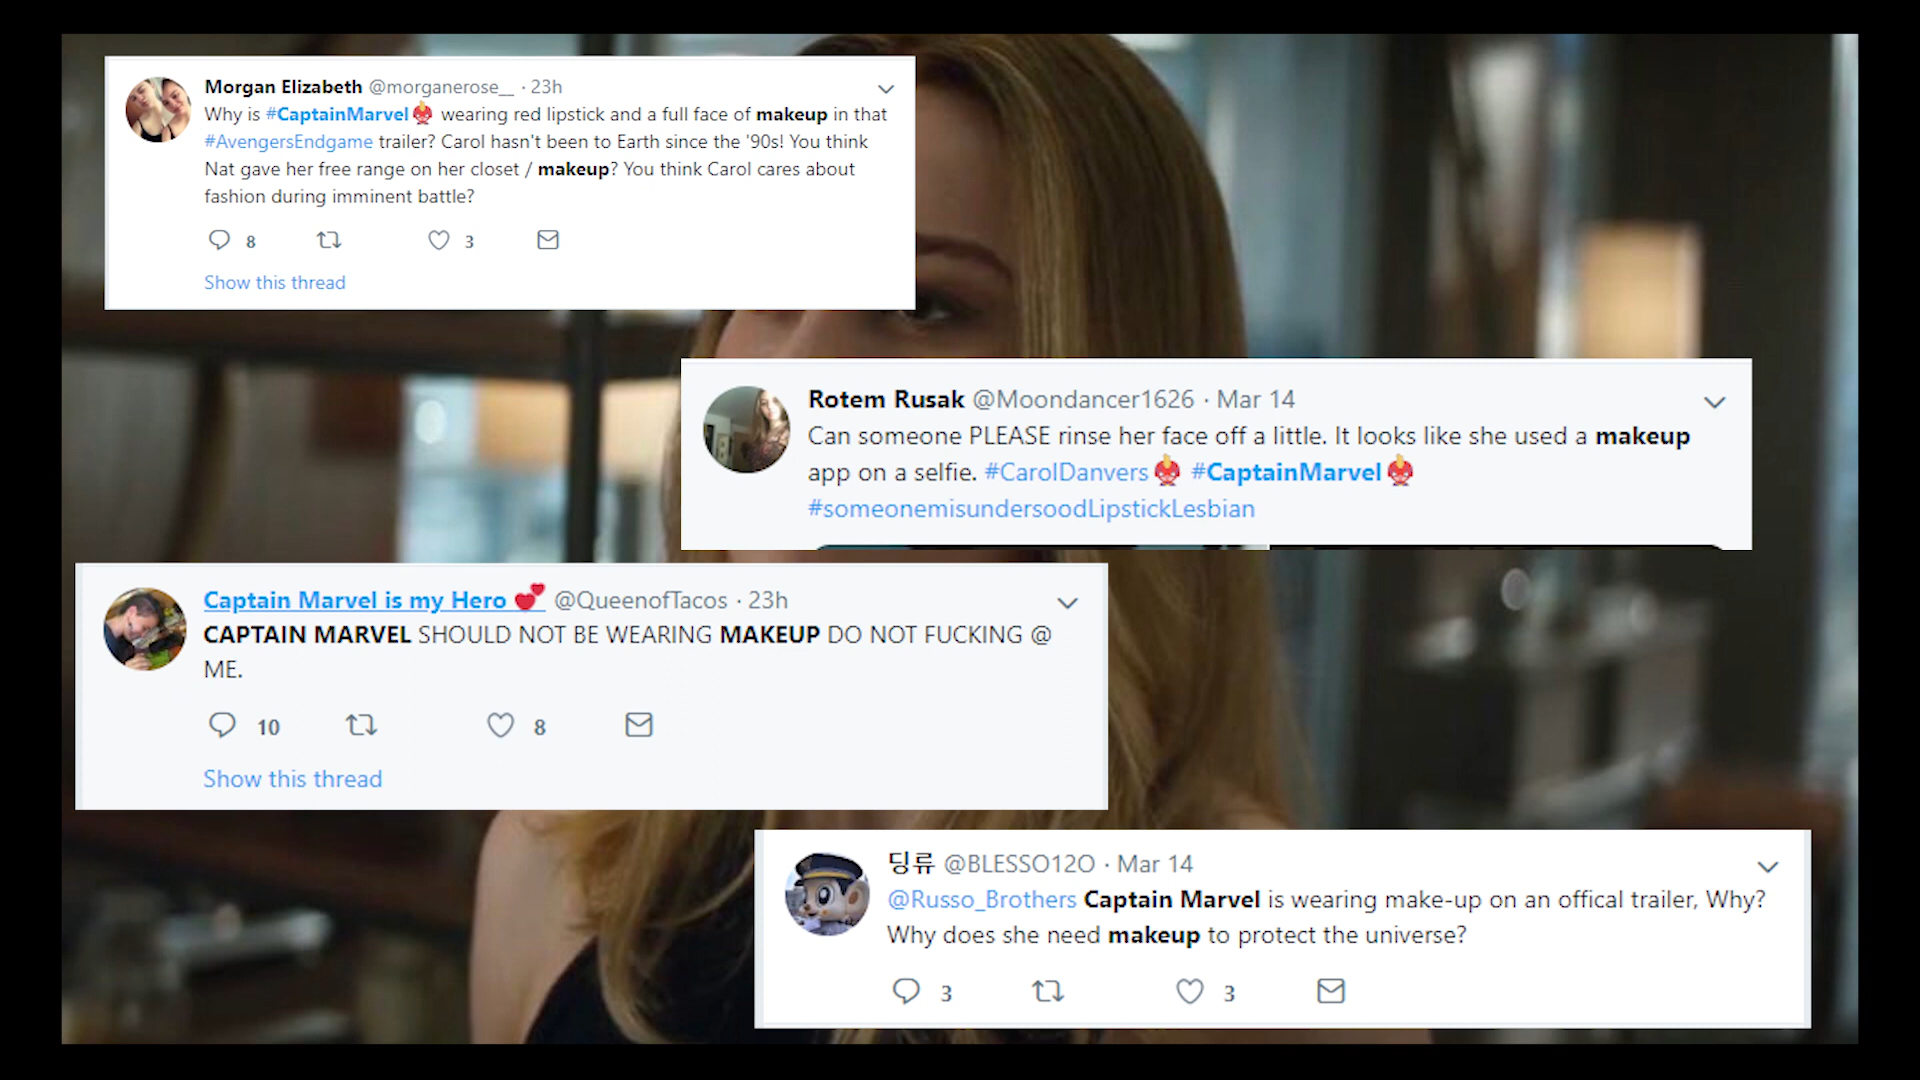 Morgan Elizabeth @morganerose__ · 23h
Why is #CaptainMarvel wearing red lipstick and a full face of makeup in that
#AvengersEndgame trailer? Carol hasn't been to Earth since the '90s! You think
Nat gave her free range on her closet / makeup? You think Carol cares about
fashion during imminent battle?
8 3
Show this thread
Rotem Rusak @Moondancer1626 · Mar 14
Can someone PLEASE rinse her face off a little. It looks like she used a makeup
app on a selfie. #CarolDanvers #CaptainMarvel
#someonemisundersoodLipstickLesbian
Captain Marvel is my Hero 💕 @QueenofTacos · 23h
CAPTAIN MARVEL SHOULD NOT BE WEARING MAKEUP DO NOT FUCKING @
ME.
10 8
Show this thread
딩류 @BLESSO12O · Mar 14
@Russo_Brothers Captain Marvel is wearing make-up on an offical trailer, Why?
Why does she need makeup to protect the universe?
3 3